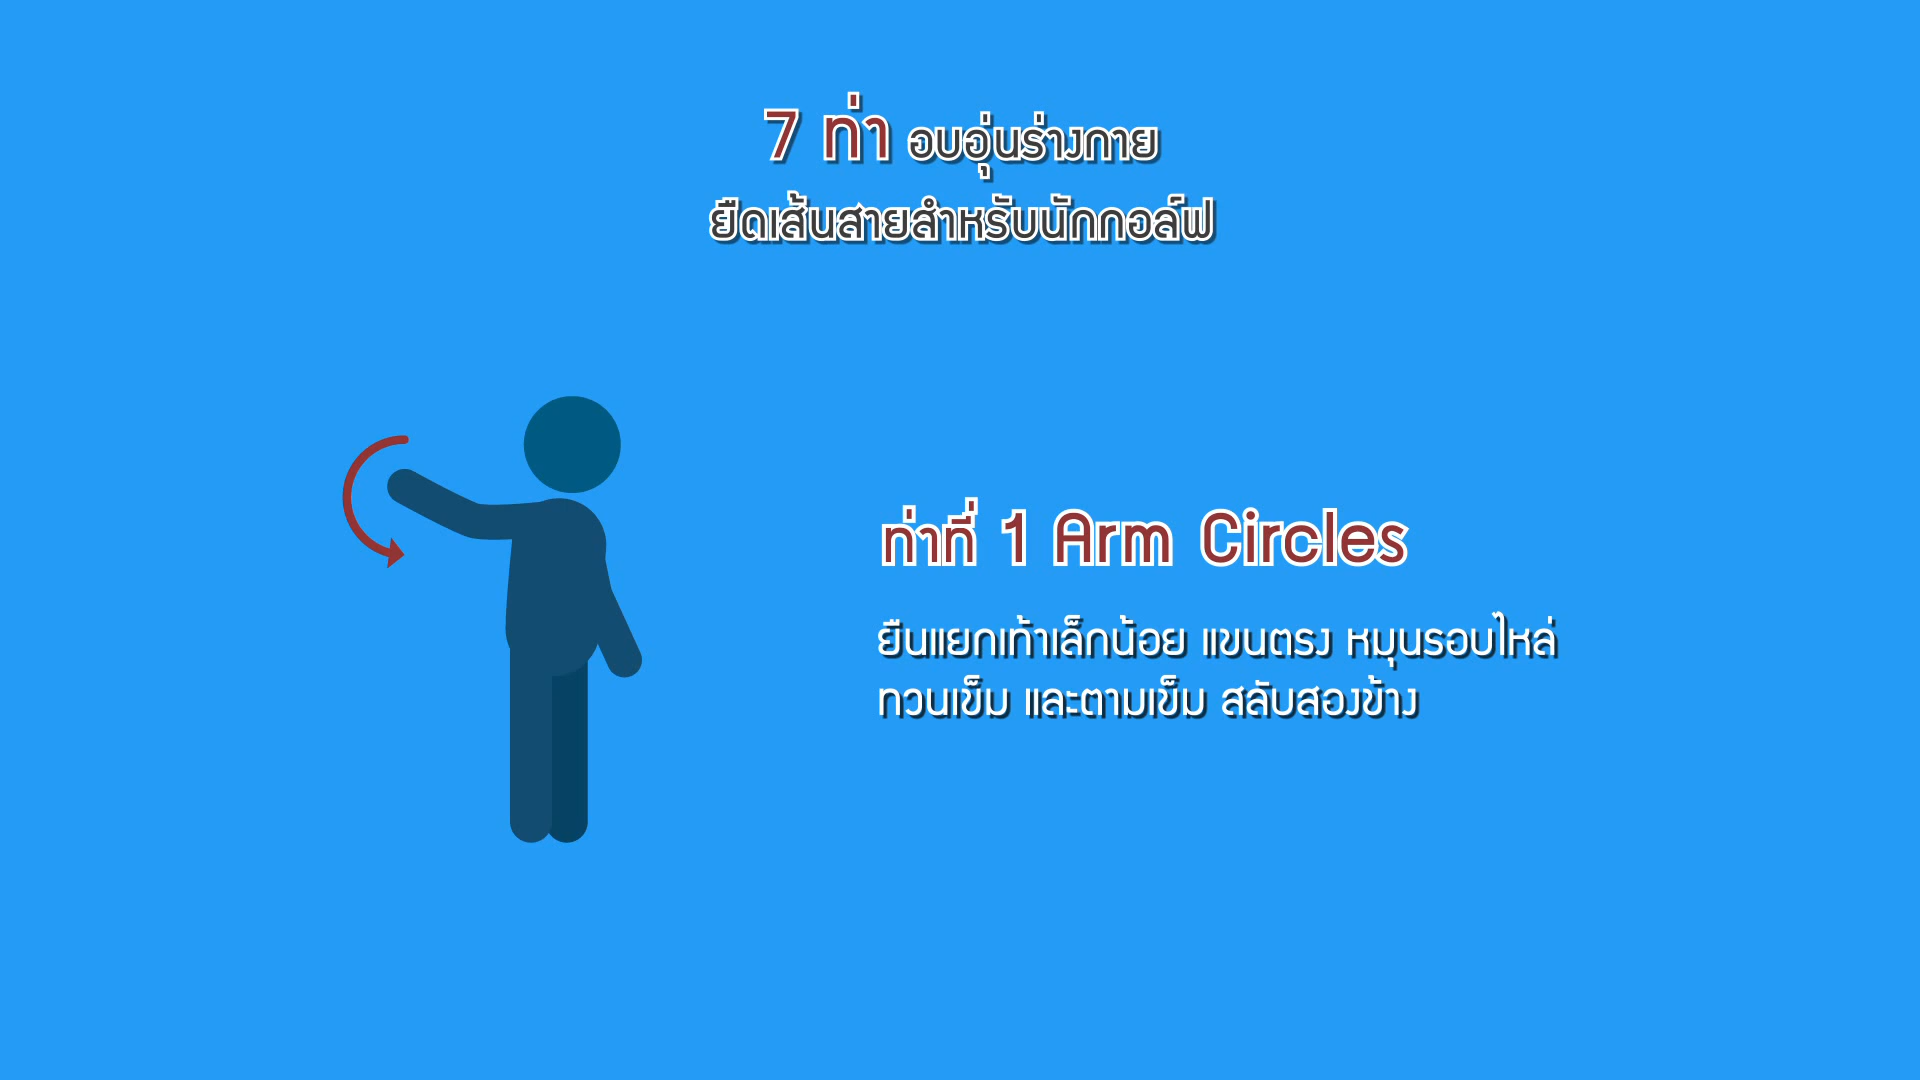 7 ท่า อบอุ่นร่างกาย
ยืดเส้นสายสำหรับนักกอล์ฟ
ท่าที่ 1 Arm Circles
ยืนแยกเท้าเล็กน้อย แขนตรง หมุนรอบไหล่
ทวนเข็ม และตามเข็ม สลับสองข้าง